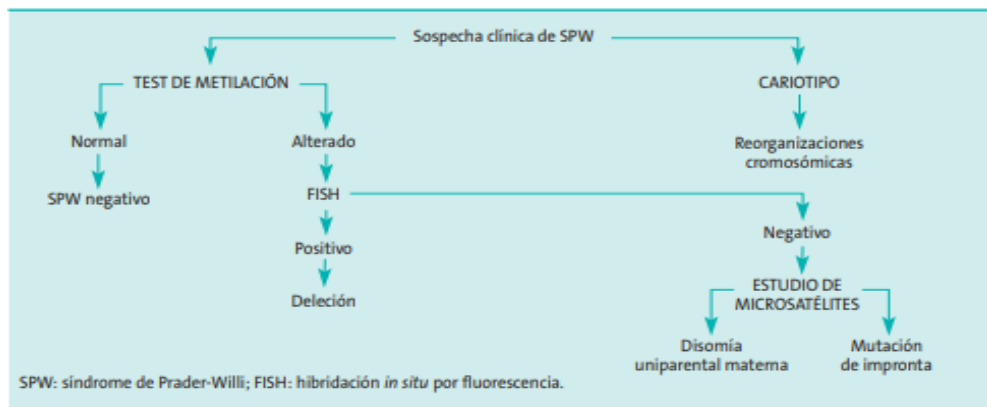 Sospecha clínica de SPW
TEST DE METILACIÓN
CARIOTIPO
Normal
Alterado
Reorganizaciones
cromosómicas
SPW negativo
FISH
Negativo
Positivo
Deleción
ESTUDIO DE
MICROSATÉLITES
Disomía
uniparental materna
Mutación
de impronta
SPW: síndrome de Prader-Willi; FISH: hibridación in situ por fluorescencia.